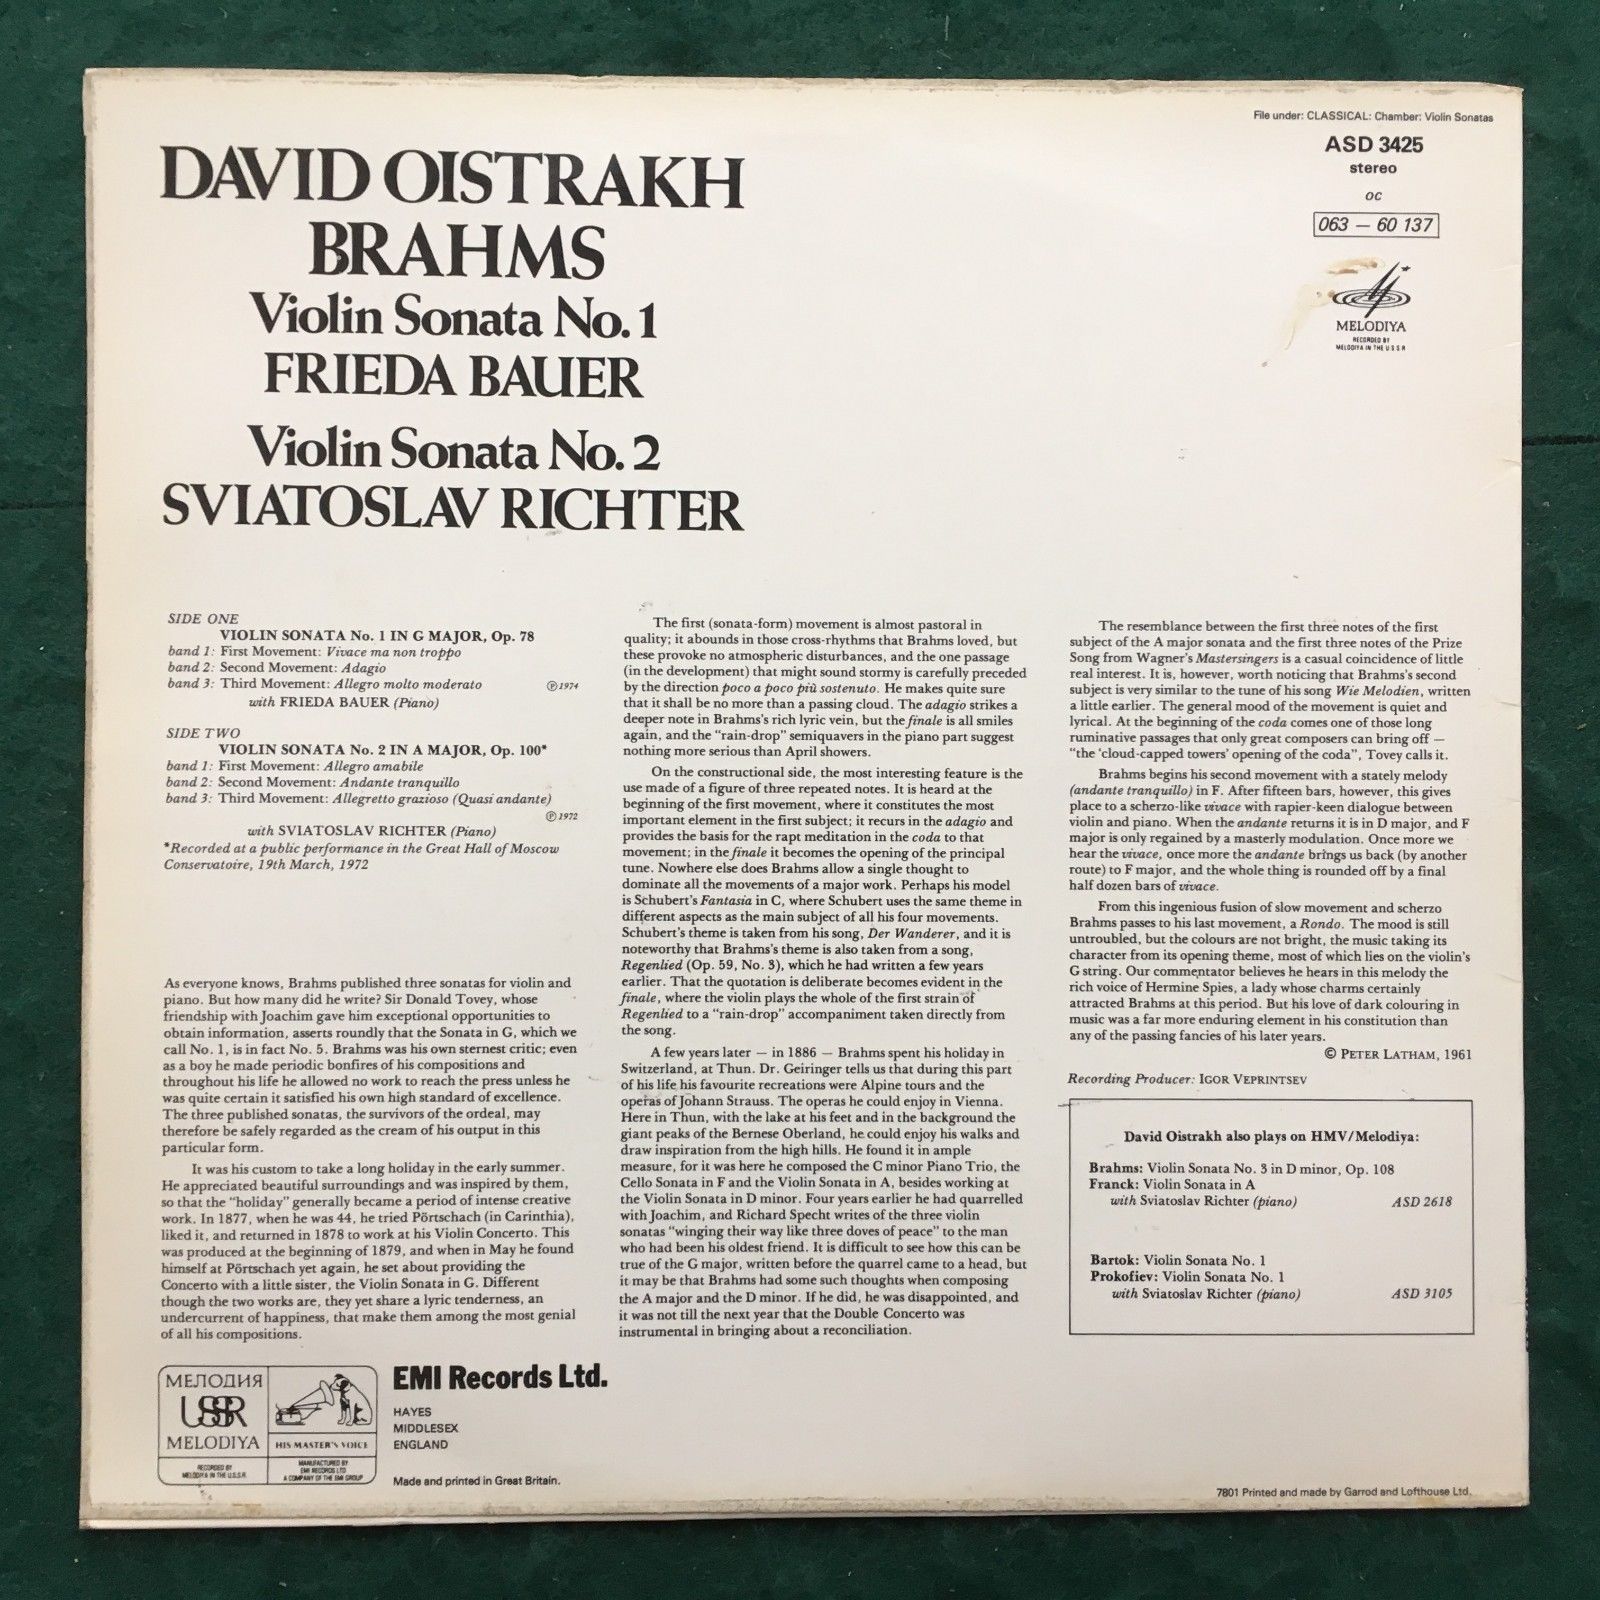 File under: CLASSICAL: Chamber: Violin Sonatas
ASD 3425
stereo
OC
063 — 60 137
MELODIYA
RECORDED BY
MELODIYA IN THE U.S.S.R
DAVID OISTRAKH
BRAHMS
Violin Sonata No. 1
FRIEDA BAUER
Violin Sonata No. 2
SVIATOSLAV RICHTER
SIDE ONE
VIOLIN SONATA No. 1 IN G MAJOR, Op. 78
band 1: First Movement: Vivace ma non troppo
band 2: Second Movement: Adagio
band 3: Third Movement: Allegro molto moderato ℗ 1974
with FRIEDA BAUER (Piano)
SIDE TWO
VIOLIN SONATA No. 2 IN A MAJOR, Op. 100*
band 1: First Movement: Allegro amabile
band 2: Second Movement: Andante tranquillo
band 3: Third Movement: Allegretto grazioso (Quasi andante)
℗ 1972
with SVIATOSLAV RICHTER (Piano)
*Recorded at a public performance in the Great Hall of Moscow
Conservatoire, 19th March, 1972
As everyone knows, Brahms published three sonatas for violin and
piano. But how many did he write? Sir Donald Tovey, whose
friendship with Joachim gave him exceptional opportunities to
obtain information, asserts roundly that the Sonata in G, which we
call No. 1, is in fact No. 5. Brahms was his own sternest critic; even
as a boy he made periodic bonfires of his compositions and
throughout his life he allowed no work to reach the press unless he
was quite certain it satisfied his own high standard of excellence.
The three published sonatas, the survivors of the ordeal, may
therefore be safely regarded as the cream of his output in this
particular form.
It was his custom to take a long holiday in the early summer.
He appreciated beautiful surroundings and was inspired by them,
so that the "holiday" generally became a period of intense creative
work. In 1877, when he was 44, he tried Pörtschach (in Carinthia),
liked it, and returned in 1878 to work at his Violin Concerto. This
was produced at the beginning of 1879, and when in May he found
himself at Pörtschach yet again, he set about providing the
Concerto with a little sister, the Violin Sonata in G. Different
though the two works are, they yet share a lyric tenderness, an
undercurrent of happiness, that make them among the most genial
of all his compositions.
The first (sonata-form) movement is almost pastoral in
quality; it abounds in those cross-rhythms that Brahms loved, but
these provoke no atmospheric disturbances, and the one passage
(in the development) that might sound stormy is carefully preceded
by the direction poco a poco più sostenuto. He makes quite sure
that it shall be no more than a passing cloud. The adagio strikes a
deeper note in Brahms's rich lyric vein, but the finale is all smiles
again, and the "rain-drop" semiquavers in the piano part suggest
nothing more serious than April showers.
On the constructional side, the most interesting feature is the
use made of a figure of three repeated notes. It is heard at the
beginning of the first movement, where it constitutes the most
important element in the first subject; it recurs in the adagio and
provides the basis for the rapt meditation in the coda to that
movement; in the finale it becomes the opening of the principal
tune. Nowhere else does Brahms allow a single thought to
dominate all the movements of a major work. Perhaps his model
is Schubert's Fantasia in C, where Schubert uses the same theme in
different aspects as the main subject of all his four movements.
Schubert's theme is taken from his song, Der Wanderer, and it is
noteworthy that Brahms's theme is also taken from a song,
Regenlied (Op. 59, No. 3), which he had written a few years
earlier. That the quotation is deliberate becomes evident in the
finale, where the violin plays the whole of the first strain of
Regenlied to a "rain-drop" accompaniment taken directly from
the song.
A few years later — in 1886 — Brahms spent his holiday in
Switzerland, at Thun. Dr. Geiringer tells us that during this part
of his life his favourite recreations were Alpine tours and the
operas of Johann Strauss. The operas he could enjoy in Vienna.
Here in Thun, with the lake at his feet and in the background the
giant peaks of the Bernese Oberland, he could enjoy his walks and
draw inspiration from the high hills. He found it in ample
measure, for it was here he composed the C minor Piano Trio, the
Cello Sonata in F and the Violin Sonata in A, besides working at
the Violin Sonata in D minor. Four years earlier he had quarrelled
with Joachim, and Richard Specht writes of the three violin
sonatas "winging their way like three doves of peace" to the man
who had been his oldest friend. It is difficult to see how this can be
true of the G major, written before the quarrel came to a head, but
it may be that Brahms had some such thoughts when composing
the A major and the D minor. If he did, he was disappointed, and
it was not till the next year that the Double Concerto was
instrumental in bringing about a reconciliation.
The resemblance between the first three notes of the first
subject of the A major sonata and the first three notes of the Prize
Song from Wagner's Mastersingers is a casual coincidence of little
real interest. It is, however, worth noticing that Brahms's second
subject is very similar to the tune of his song Wie Melodien, written
a little earlier. The general mood of the movement is quiet and
lyrical. At the beginning of the coda comes one of those long
ruminative passages that only great composers can bring off —
"the 'cloud-capped towers' opening of the coda", Tovey calls it.
Brahms begins his second movement with a stately melody
(andante tranquillo) in F. After fifteen bars, however, this gives
place to a scherzo-like vivace with rapier-keen dialogue between
violin and piano. When the andante returns it is in D major, and F
major is only regained by a masterly modulation. Once more we
hear the vivace, once more the andante brings us back (by another
route) to F major, and the whole thing is rounded off by a final
half dozen bars of vivace.
From this ingenious fusion of slow movement and scherzo
Brahms passes to his last movement, a Rondo. The mood is still
untroubled, but the colours are not bright, the music taking its
character from its opening theme, most of which lies on the violin's
G string. Our commentator believes he hears in this melody the
rich voice of Hermine Spies, a lady whose charms certainly
attracted Brahms at this period. But his love of dark colouring in
music was a far more enduring element in his constitution than
any of the passing fancies of his later years.
© PETER LATHAM, 1961
Recording Producer: IGOR VEPRINTSEV
David Oistrakh also plays on HMV/Melodiya:
Brahms: Violin Sonata No. 3 in D minor, Op. 108
Franck: Violin Sonata in A
with Sviatoslav Richter (piano) ASD 2618
Bartok: Violin Sonata No. 1
Prokofiev: Violin Sonata No. 1
with Sviatoslav Richter (piano) ASD 3105
МЕЛОДИЯ
USSR
MELODIYA
RECORDED BY
MELODIYA IN THE U.S.S.R.
HIS MASTER'S VOICE
MANUFACTURED BY
EMI RECORDS LTD
A COMPANY OF THE EMI GROUP
EMI Records Ltd.
HAYES
MIDDLESEX
ENGLAND
Made and printed in Great Britain.
7801 Printed and made by Garrod and Lofthouse Ltd.